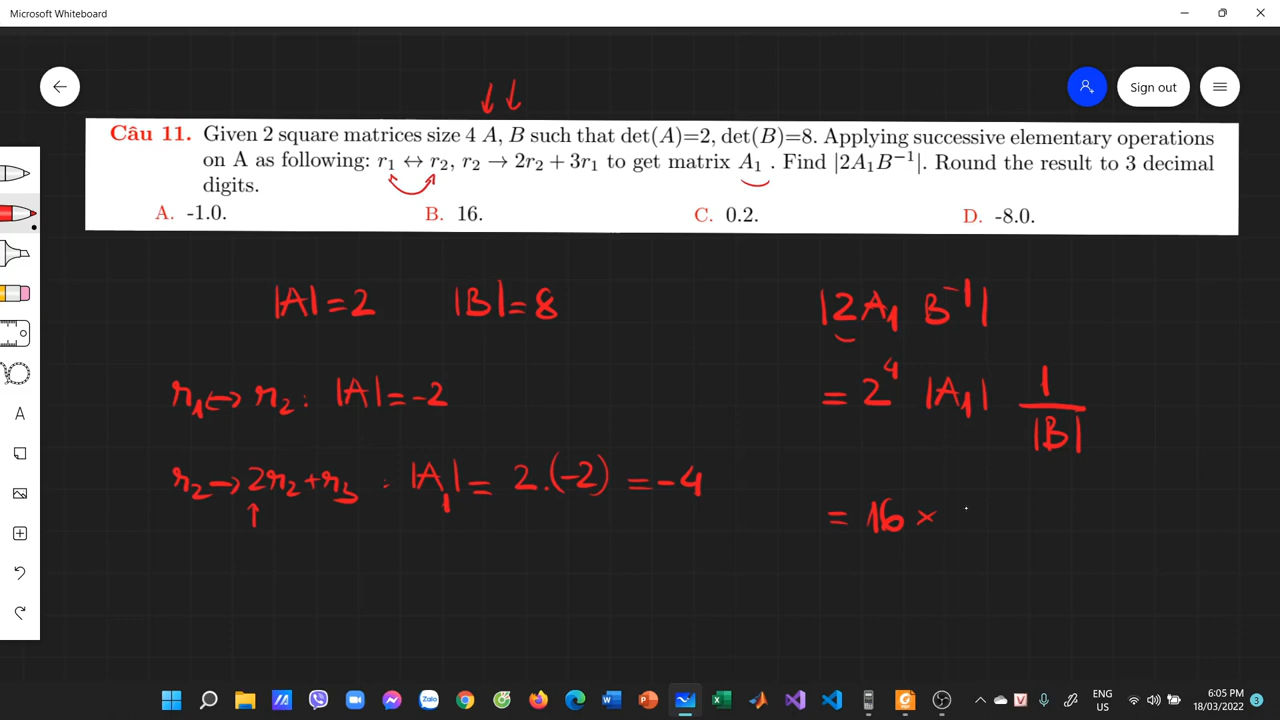 Microsoft Whiteboard
Sign out
Câu 11. Given 2 square matrices size 4 A, B such that det(A)=2, det(B)=8. Applying successive elementary operations
on A as following: r₁ ↔ r₂, r₂ → 2r₂ + 3r₁ to get matrix A₁ . Find |2A₁B⁻¹|. Round the result to 3 decimal
digits.
A. -1.0. B. 16. C. 0.2. D. -8.0.
|A| = 2 |B| = 8
r₁ ↔ r₂ : |A| = -2
r₂ → 2r₂ + r₃ : |A₁| = 2.(-2) = -4
|2A₁ B⁻¹|
= 2⁴ |A₁| 1/|B|
= 16 ×
A
ENG
US
6:05 PM
18/03/2022
3
Zalo
V